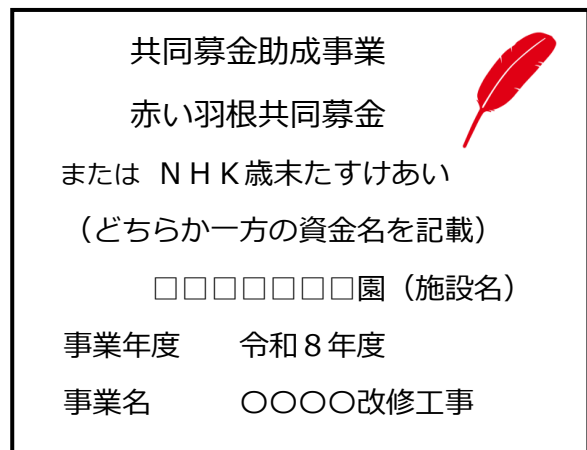 共同募金助成事業
赤い羽根共同募金
または ＮＨＫ歳末たすけあい
（どちらか一方の資金名を記載）
□□□□□□□園（施設名）
事業年度　　令和８年度
事業名　　　〇〇〇〇改修工事